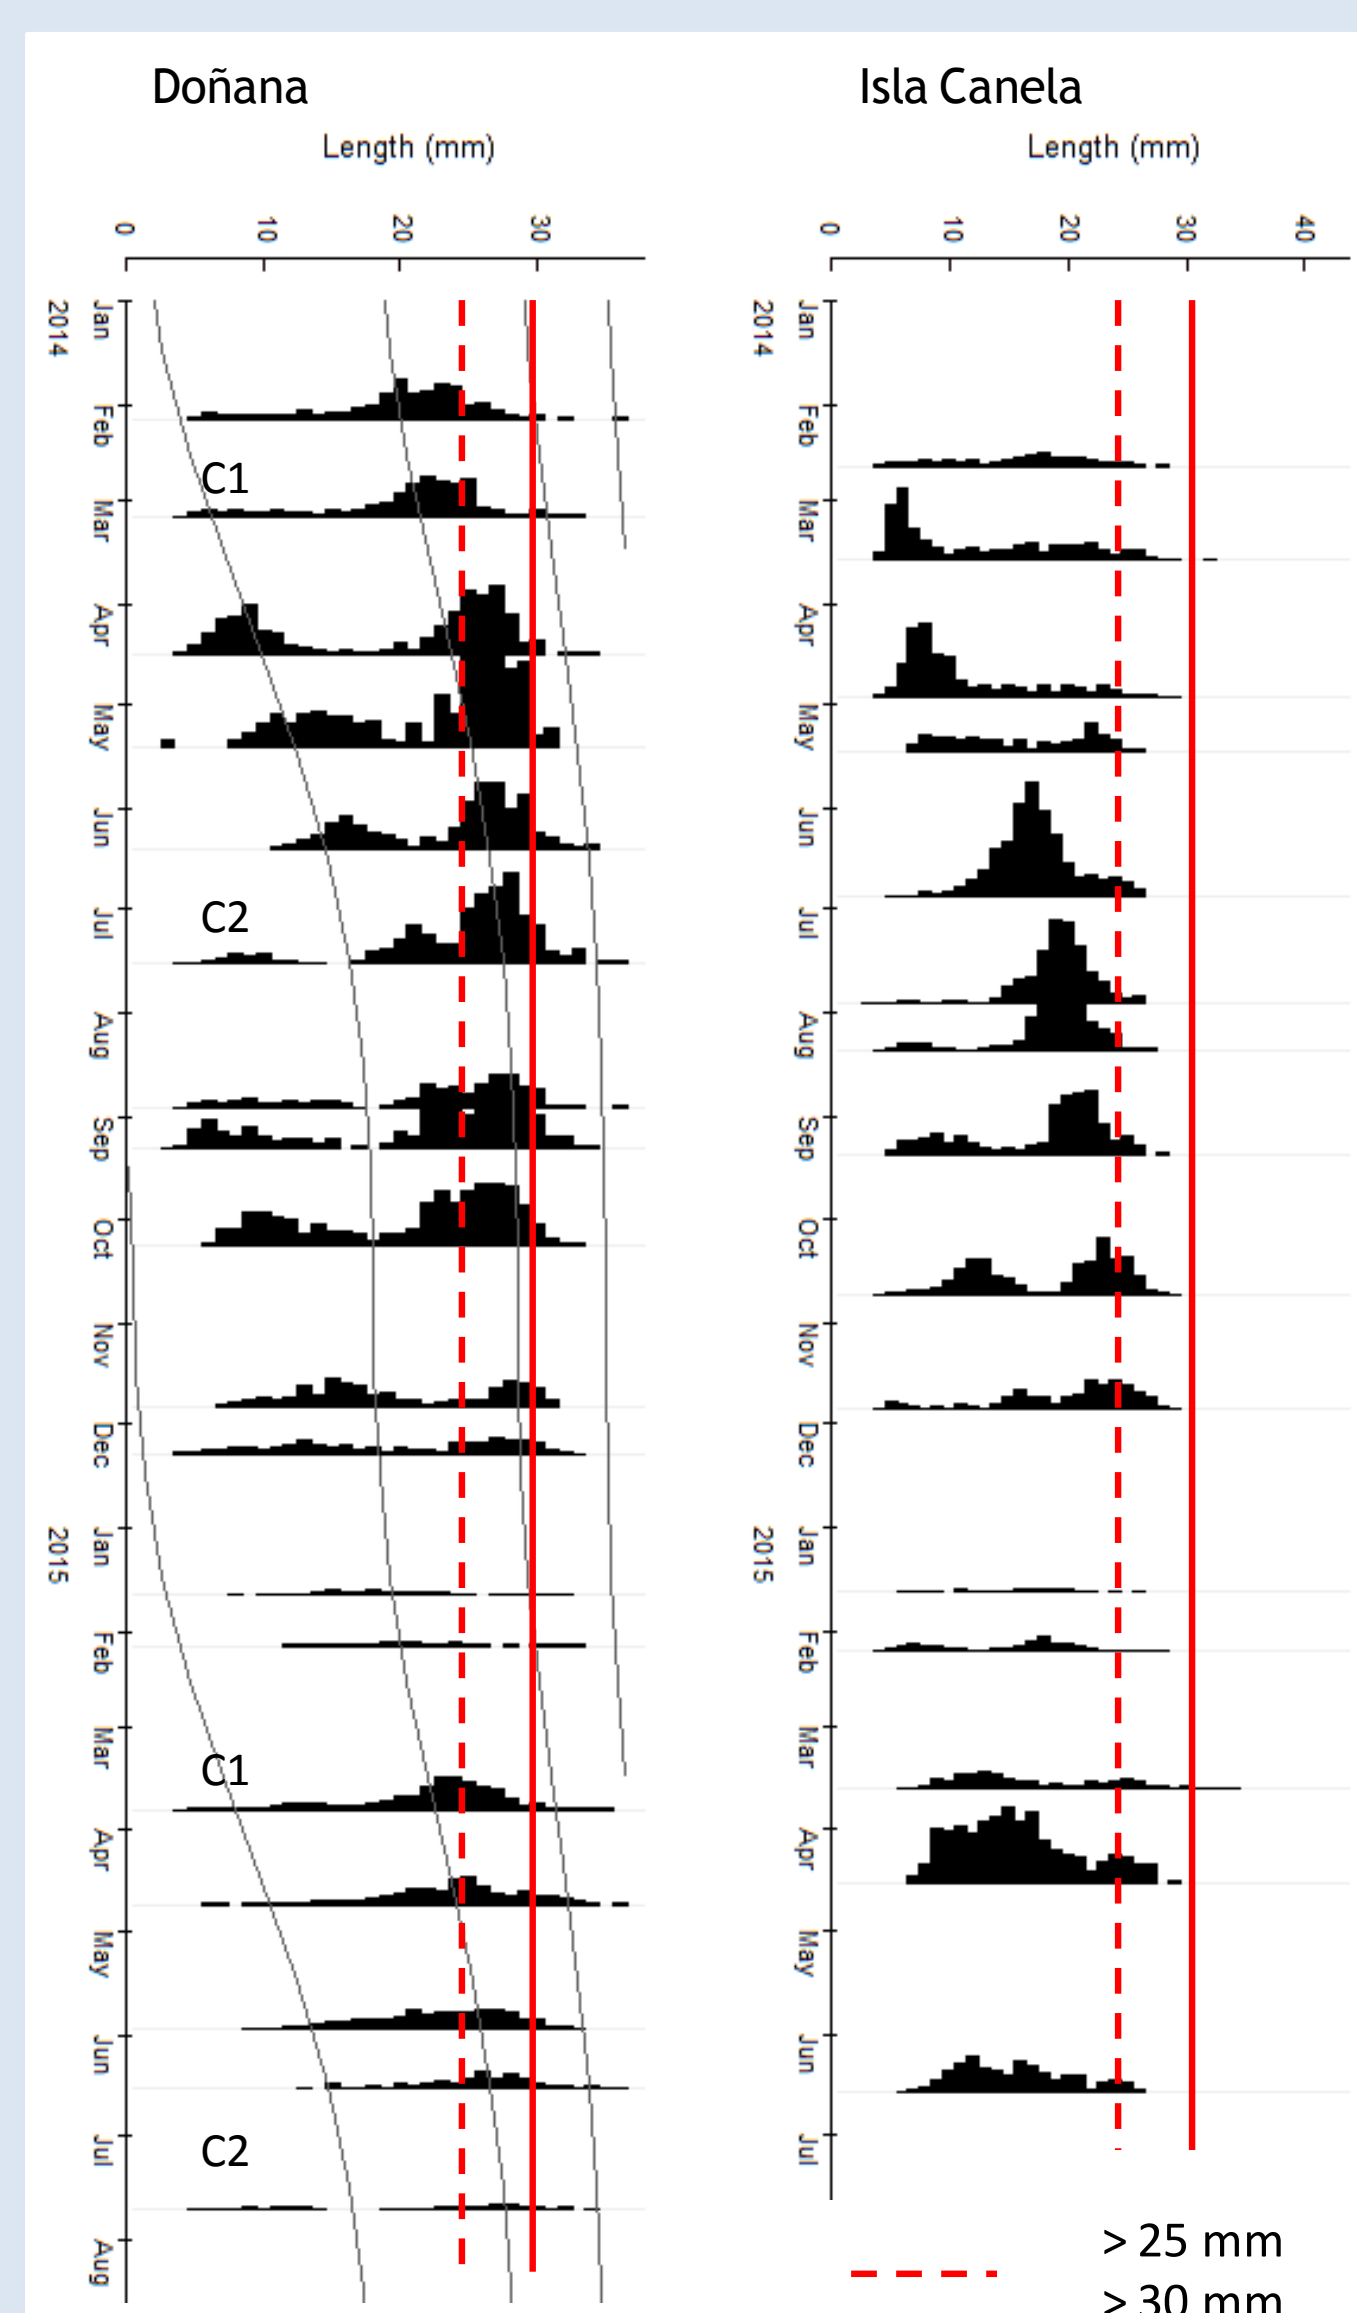 Doñana
Length (mm)
0 10 20 30
Jan
2014
Feb
C1
Mar
Apr
May
Jun
C2
Jul
Aug
Sep
Oct
Nov
Dec
Jan
2015
Feb
Mar
C1
Apr
May
Jun
Jul
C2
Aug
Isla Canela
Length (mm)
0 10 20 30 40
Jan
2014
Feb
Mar
Apr
May
Jun
Jul
Aug
Sep
Oct
Nov
Dec
Jan
2015
Feb
Mar
Apr
May
Jun
Jul
> 25 mm
> 30 mm